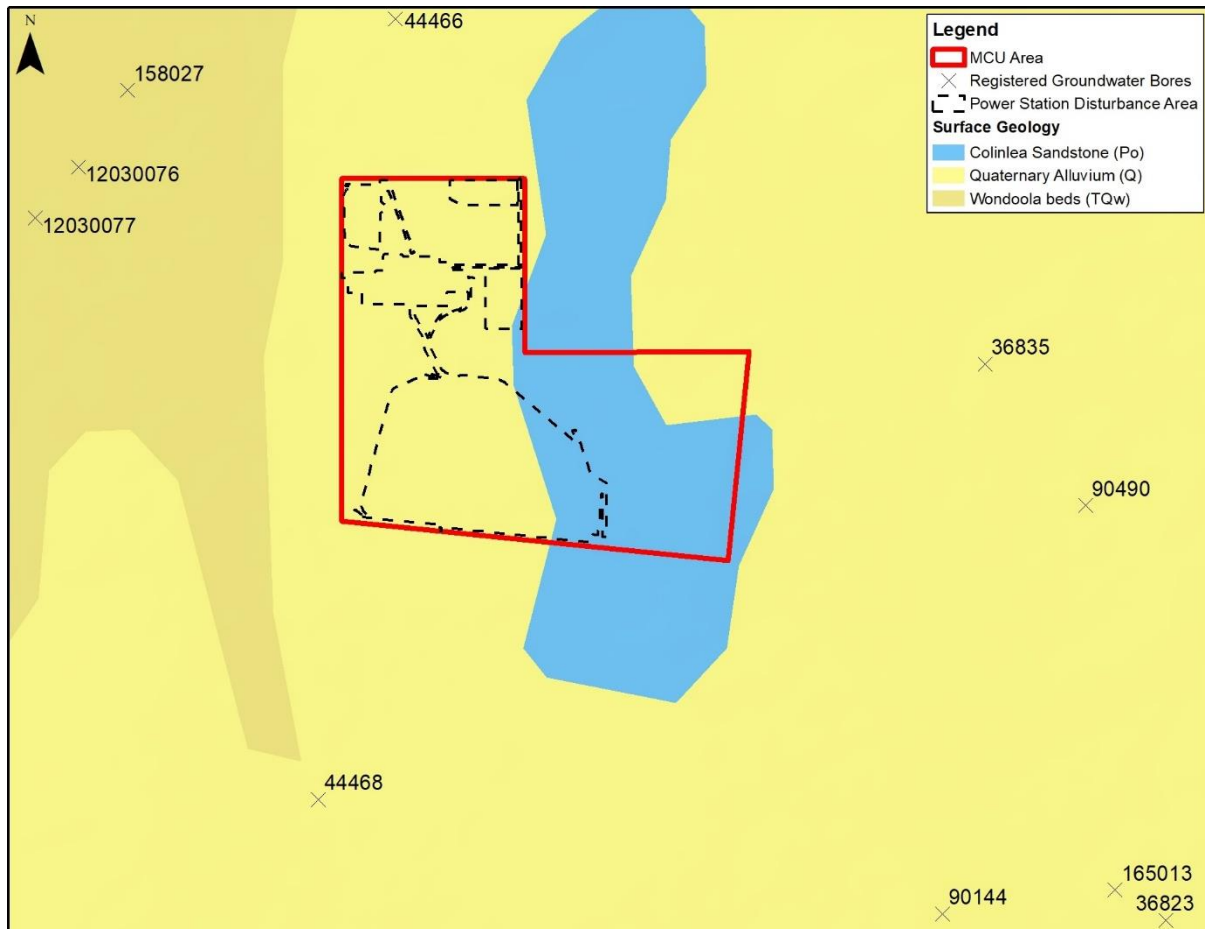 N
44466
158027
12030076
12030077
36835
90490
44468
165013
90144
36823
Legend
MCU Area
Registered Groundwater Bores
Power Station Disturbance Area
Surface Geology
Colinlea Sandstone (Po)
Quaternary Alluvium (Q)
Wondoola beds (TQw)